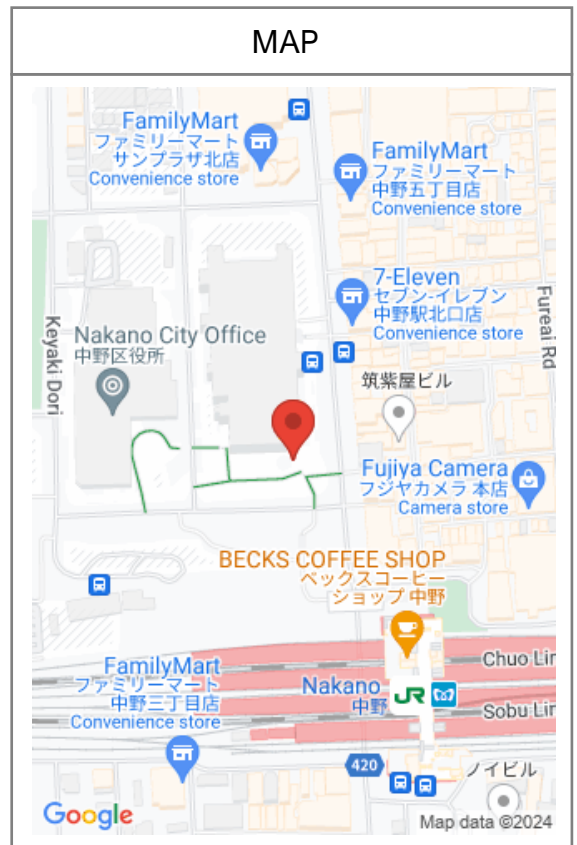 MAP
FamilyMart
ファミリーマート
サンプラザ北店
Convenience store
FamilyMart
ファミリーマート
中野五丁目店
Convenience store
7-Eleven
セブン-イレブン
中野駅北口店
Convenience store
Fureai Rd
Keyaki Dori
Nakano City Office
中野区役所
筑紫屋ビル
Fujiya Camera
フジヤカメラ 本店
Camera store
BECKS COFFEE SHOP
ベックスコーヒー
ショップ 中野
Chuo Lin
FamilyMart
ファミリーマート
中野三丁目店
Convenience store
Nakano
中野
JR
Sobu Lin
420
ノイビル
Google
Map data ©2024